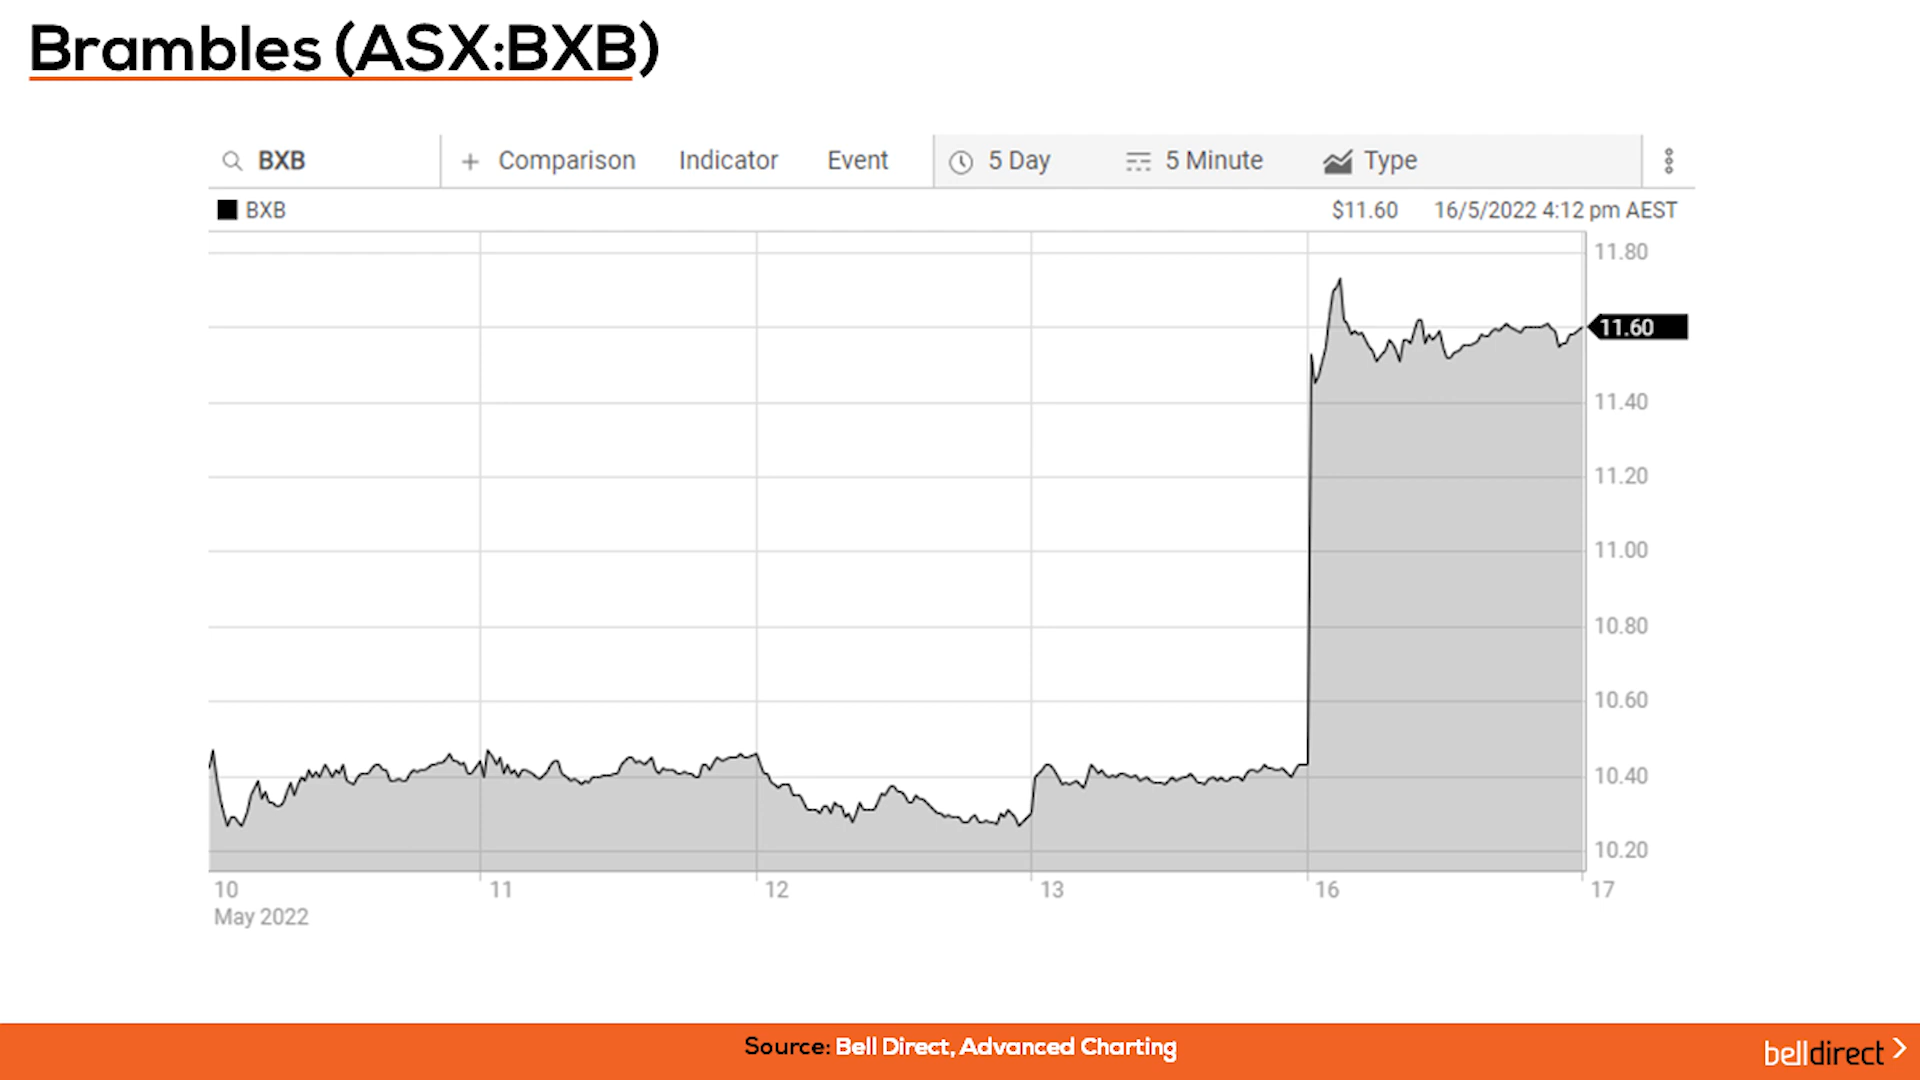 Brambles (ASX:BXB)
BXB + Comparison Indicator Event 5 Day 5 Minute Type
BXB $11.60 16/5/2022 4:12 pm AEST
11.80
11.60
11.40
11.20
11.00
10.80
10.60
10.40
10.20
10 11 12 13 16 17
May 2022
Source: Bell Direct, Advanced Charting
belldirect